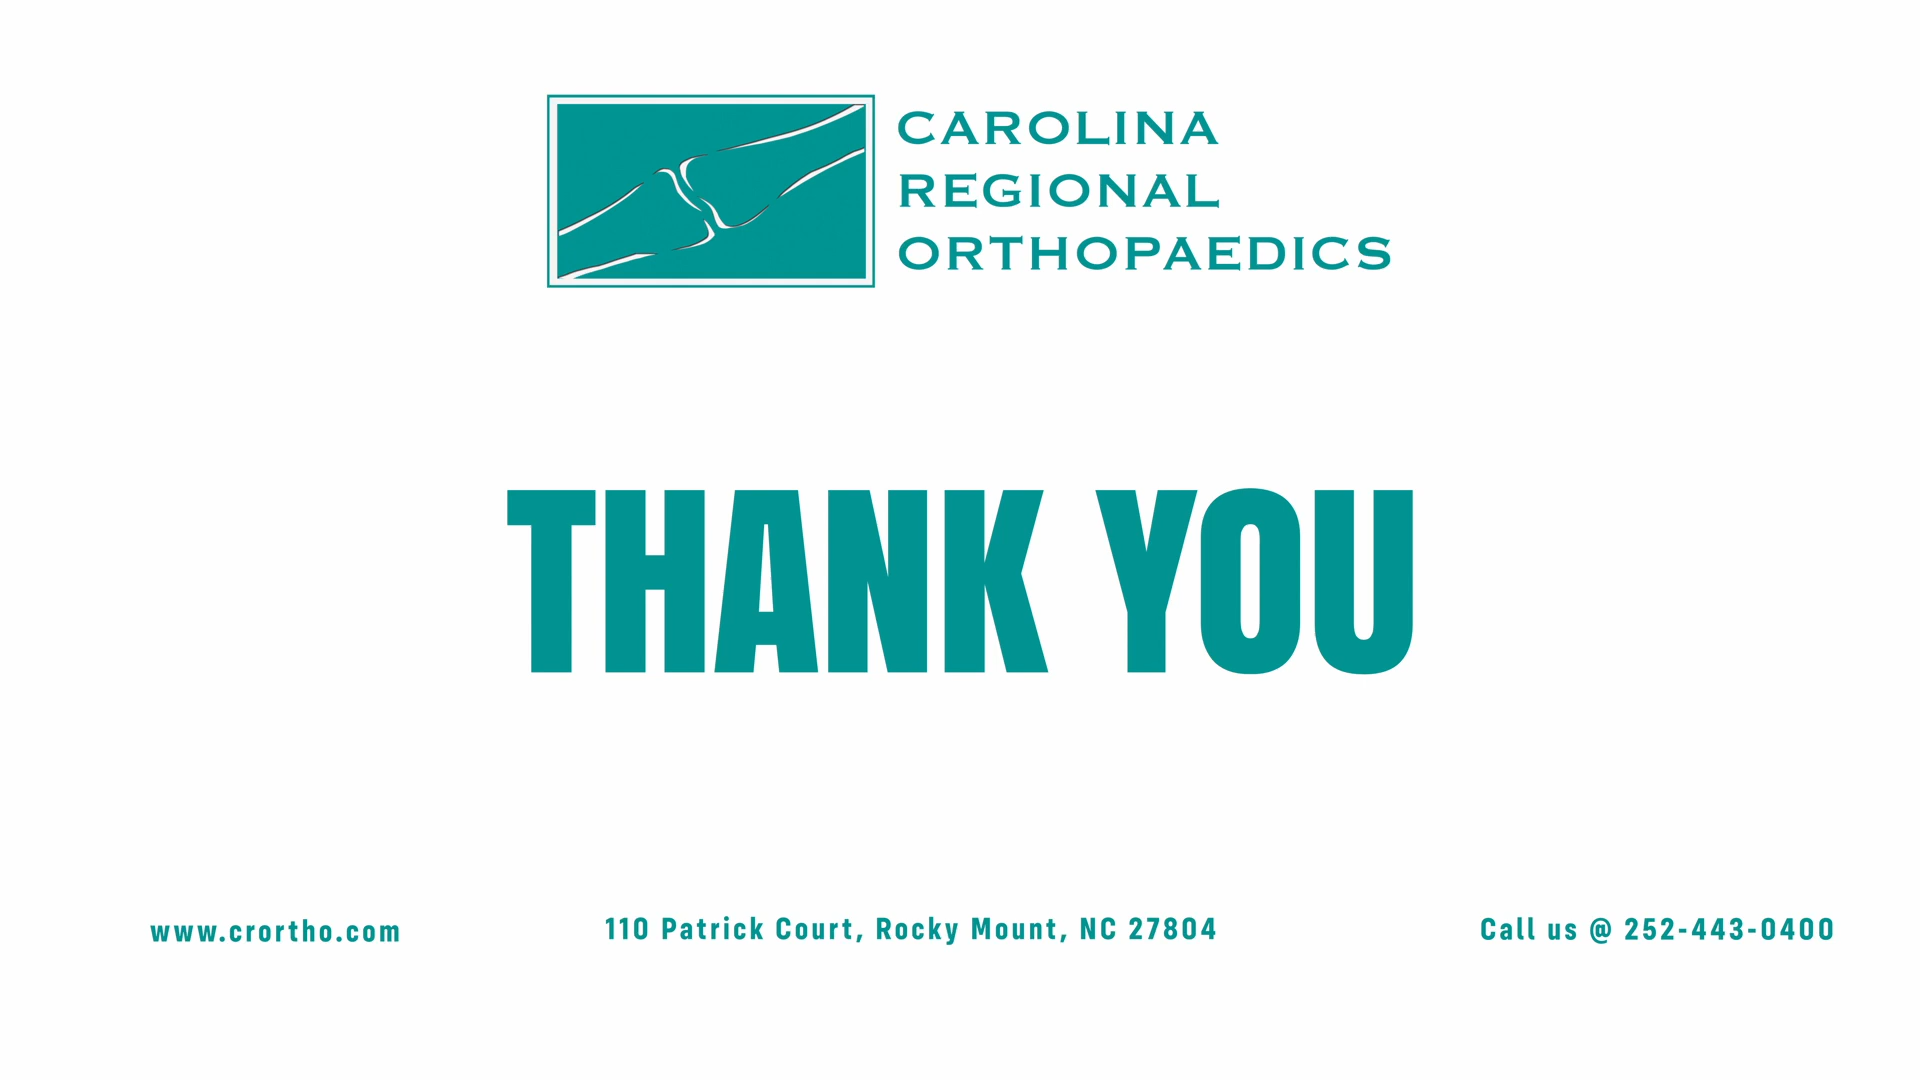 CAROLINA
REGIONAL
ORTHOPAEDICS
THANK YOU
www.crortho.com
110 Patrick Court, Rocky Mount, NC 27804
Call us @ 252-443-0400